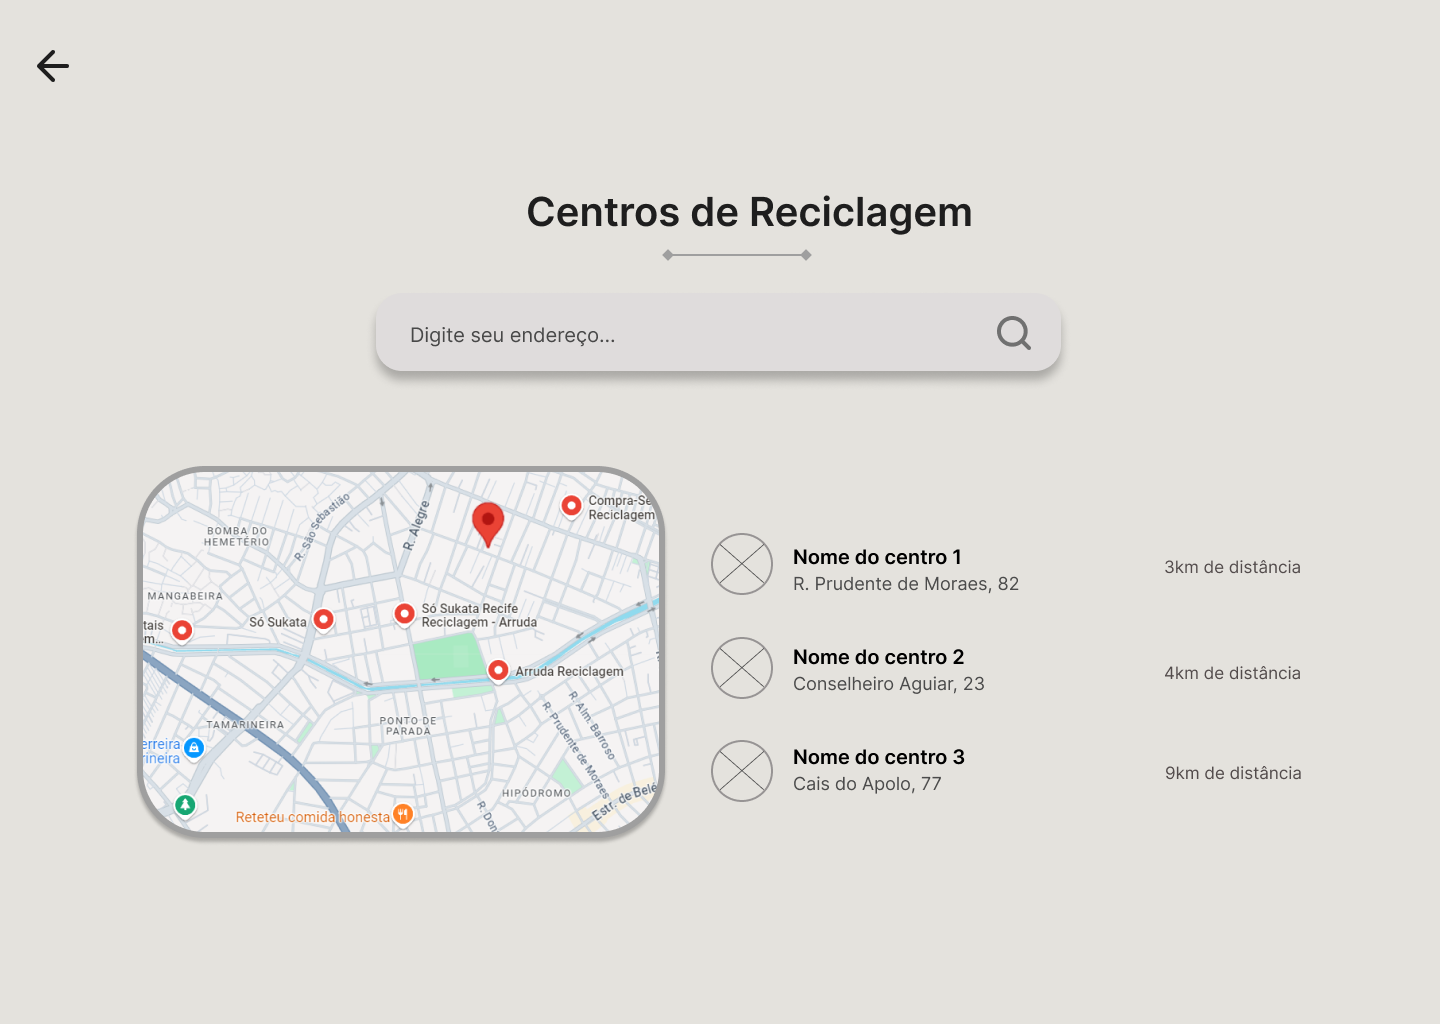 Centros de Reciclagem
Digite seu endereço...
Compra-Se
Reciclagem
R. São Sebastião
R. Alegre
BOMBA DO
HEMETÉRIO
MANGABEIRA
tais
em...
Só Sukata
Só Sukata Recife
Reciclagem - Arruda
Arruda Reciclagem
TAMARINEIRA
PONTO DE
PARADA
R. Alm. Barroso
R. Prudente de Moraes
erreira
rineira
HIPÓDROMO
Estr. de Belé
R. Don
Reteteu comida honesta
Nome do centro 1
R. Prudente de Moraes, 82
3km de distância
Nome do centro 2
Conselheiro Aguiar, 23
4km de distância
Nome do centro 3
Cais do Apolo, 77
9km de distância